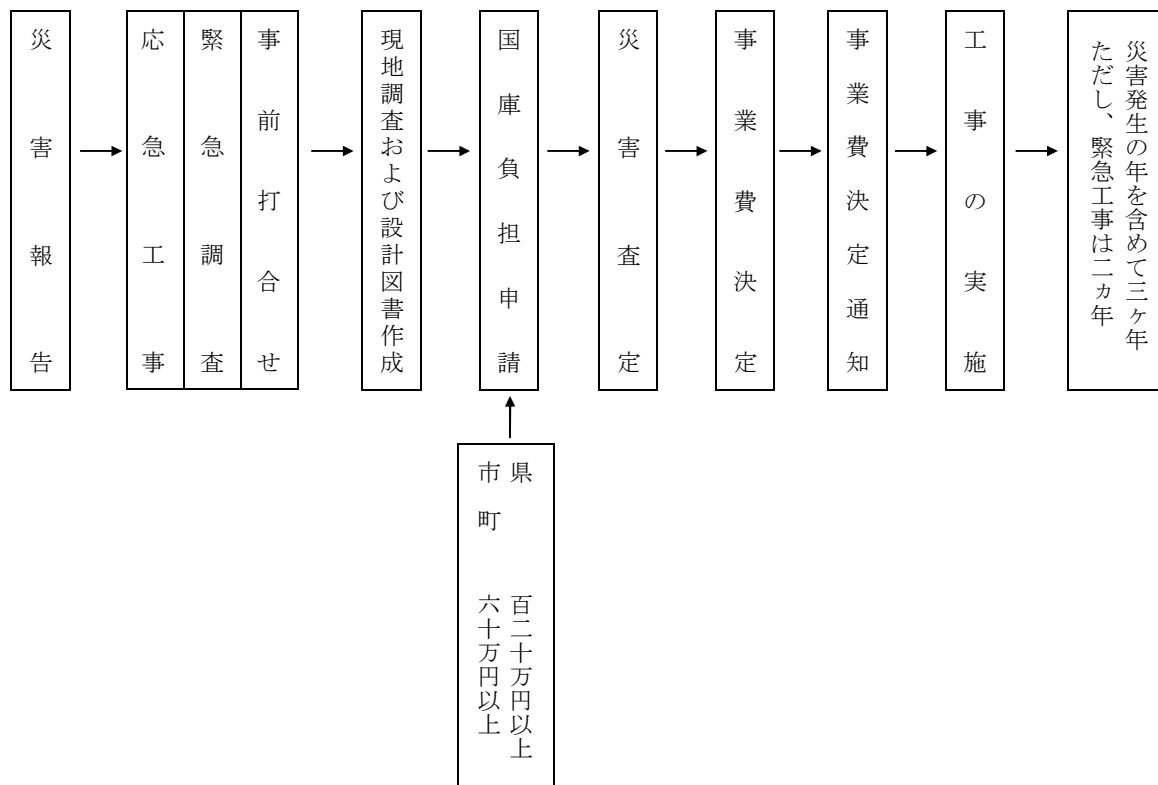 災害報告
応急工事
緊急調査
事前打合せ
現地調査および設計図書作成
国庫負担申請
災害査定
事業費決定
事業費決定通知
工事の実施
災害発生の年を含めて三ヶ年
ただし、緊急工事は二ヵ年
県　百二十万円以上
市町　六十万円以上